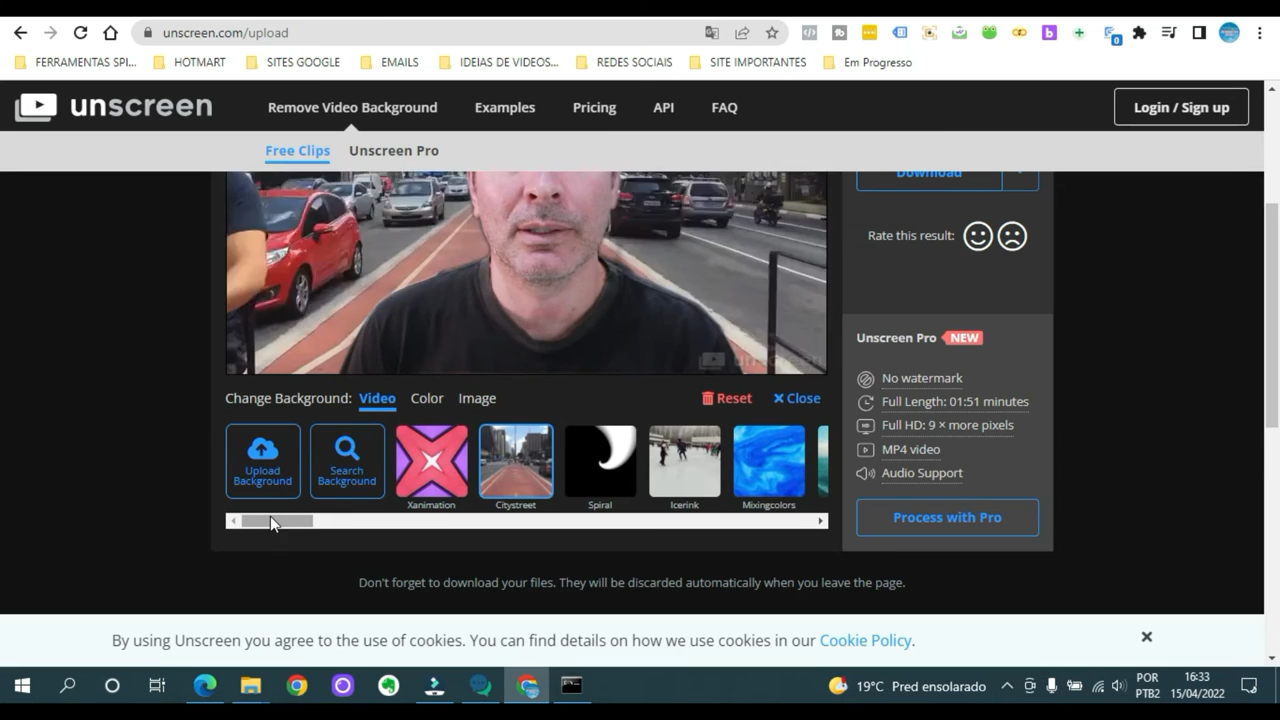 unscreen.com/upload
FERRAMENTAS SPI...
HOTMART
SITES GOOGLE
EMAILS
IDEIAS DE VIDEOS...
REDES SOCIAIS
SITE IMPORTANTES
Em Progresso
unscreen
Remove Video Background
Examples
Pricing
API
FAQ
Login / Sign up
Free Clips
Unscreen Pro
Download
Rate this result:
unscreen
Unscreen Pro NEW
No watermark
Full Length: 01:51 minutes
Full HD: 9 × more pixels
MP4 video
Audio Support
Process with Pro
Change Background: Video Color Image
Reset
Close
Upload
Background
Search
Background
Xanimation
Citystreet
Spiral
Icerink
Mixingcolors
Don't forget to download your files. They will be discarded automatically when you leave the page.
By using Unscreen you agree to the use of cookies. You can find details on how we use cookies in our Cookie Policy.
19°C Pred ensolarado
POR
PTB2
16:33
15/04/2022